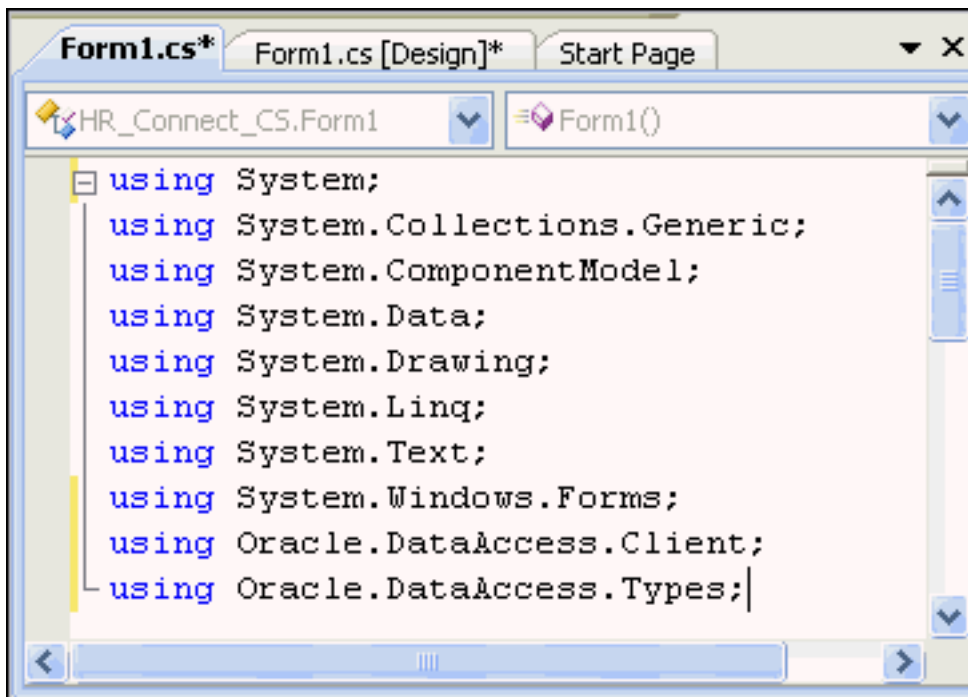 Form1.cs* Form1.cs [Design]* Start Page
HR_Connect_CS.Form1 Form1()
using System;
using System.Collections.Generic;
using System.ComponentModel;
using System.Data;
using System.Drawing;
using System.Linq;
using System.Text;
using System.Windows.Forms;
using Oracle.DataAccess.Client;
using Oracle.DataAccess.Types;